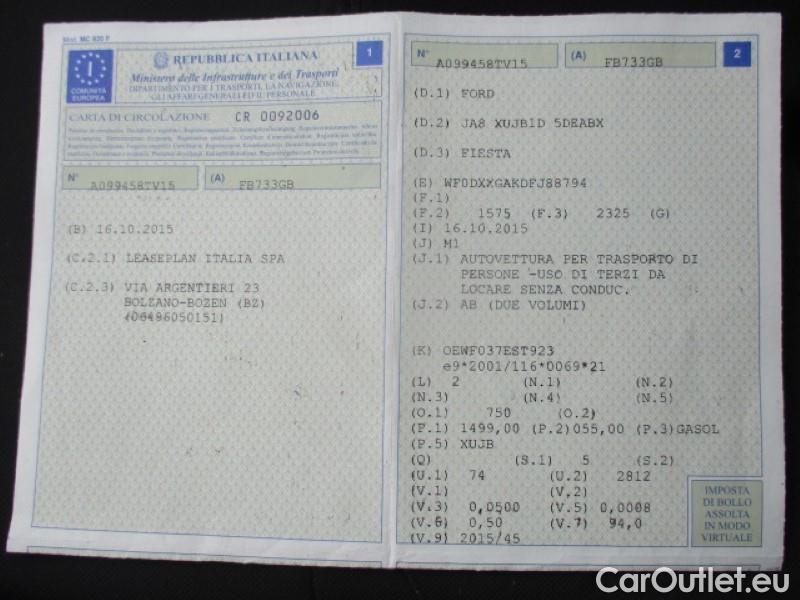 Mod. MC 820 F
I
COMUNITÀ
EUROPEA
REPUBBLICA ITALIANA
1
Ministero delle Infrastrutture e dei Trasporti
DIPARTIMENTO PER I TRASPORTI, LA NAVIGAZIONE,
GLI AFFARI GENERALI ED IL PERSONALE
CARTA DI CIRCOLAZIONE CR 0092006
N° A099458TV15 (A) FB733GB
(B) 16.10.2015
(C.2.1) LEASEPLAN ITALIA SPA
(C.2.3) VIA ARGENTIERI 23
BOLZANO-BOZEN (BZ)
(06496050151)
N° A099458TV15 (A) FB733GB 2
(D.1) FORD
(D.2) JA8 XUJB1D 5DEABX
(D.3) FIESTA
(E) WF0DXXGAKDFJ88794
(F.1)
(F.2) 1575 (F.3) 2325 (G)
(I) 16.10.2015
(J) M1
(J.1) AUTOVETTURA PER TRASPORTO DI
PERSONE -USO DI TERZI DA
LOCARE SENZA CONDUC.
(J.2) AB (DUE VOLUMI)
(K) OEWF037EST923
e9*2001/116*0069*21
(L) 2 (N.1) (N.2)
(N.3) (N.4) (N.5)
(O.1) 750 (O.2)
(P.1) 1499,00 (P.2)055,00 (P.3)GASOL
(P.5) XUJB
(Q) (S.1) 5 (S.2)
(U.1) 74 (U.2) 2812
(V.1) (V.2)
(V.3) 0,0500 (V.5) 0,0008
(V.6) 0,50 (V.7) 94,0
(V.9) 2015/45
IMPOSTA
DI BOLLO
ASSOLTA
IN MODO
VIRTUALE
CarOutlet.eu